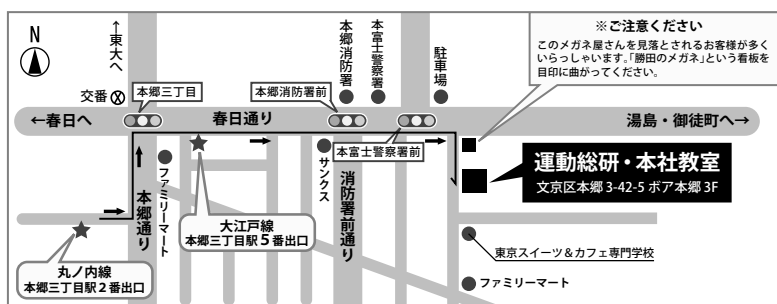 N
←東大へ
交番
本郷三丁目
←春日へ
春日通り
本郷消防署
本郷消防署前
本富士警察署
本富士警察署前
駐車場
※ご注意ください
このメガネ屋さんを見落とされるお客様が多く
いらっしゃいます。「勝田のメガネ」という看板を
目印に曲がってください。
湯島・御徒町へ→
運動総研・本社教室
文京区本郷 3-42-5 ボア本郷 3F
本郷通り
ファミリーマート
大江戸線
本郷三丁目駅5番出口
サンクス
消防署前通り
丸ノ内線
本郷三丁目駅2番出口
東京スイーツ&カフェ専門学校
ファミリーマート